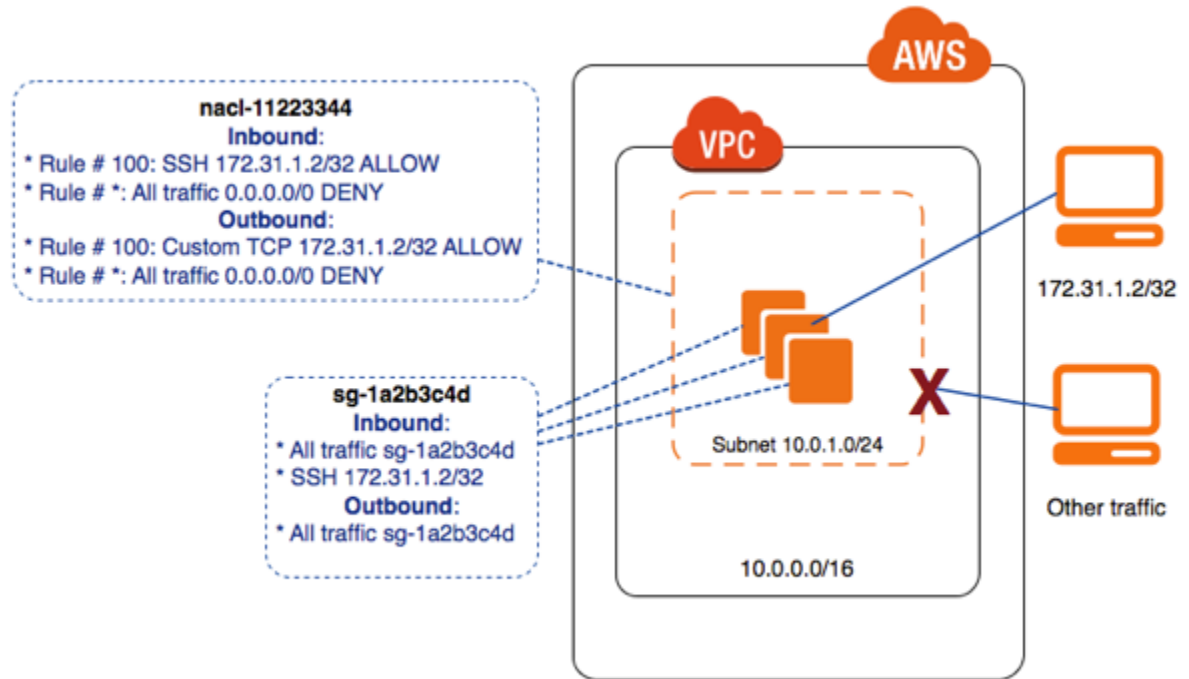 AWS
nacl-11223344
Inbound:
* Rule # 100: SSH 172.31.1.2/32 ALLOW
* Rule # *: All traffic 0.0.0.0/0 DENY
Outbound:
* Rule # 100: Custom TCP 172.31.1.2/32 ALLOW
* Rule # *: All traffic 0.0.0.0/0 DENY
VPC
172.31.1.2/32
sg-1a2b3c4d
Inbound:
* All traffic sg-1a2b3c4d
* SSH 172.31.1.2/32
Outbound:
* All traffic sg-1a2b3c4d
X
Subnet 10.0.1.0/24
Other traffic
10.0.0.0/16